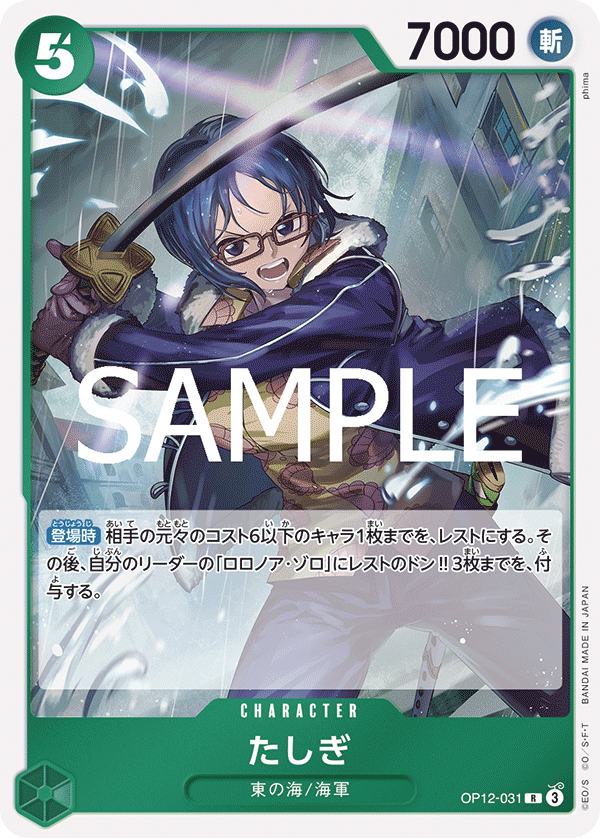 5
7000
斬
phima
SAMPLE
登場時 相手の元々のコスト6以下のキャラ1枚までを、レストにする。そ
の後、自分のリーダーの「ロロノア・ゾロ」にレストのドン!!3枚までを、付
与する。
CHARACTER
たしぎ
東の海/海軍
OP12-031 R 3
©E.O/S ©O／S・F・T BANDAI MADE IN JAPAN